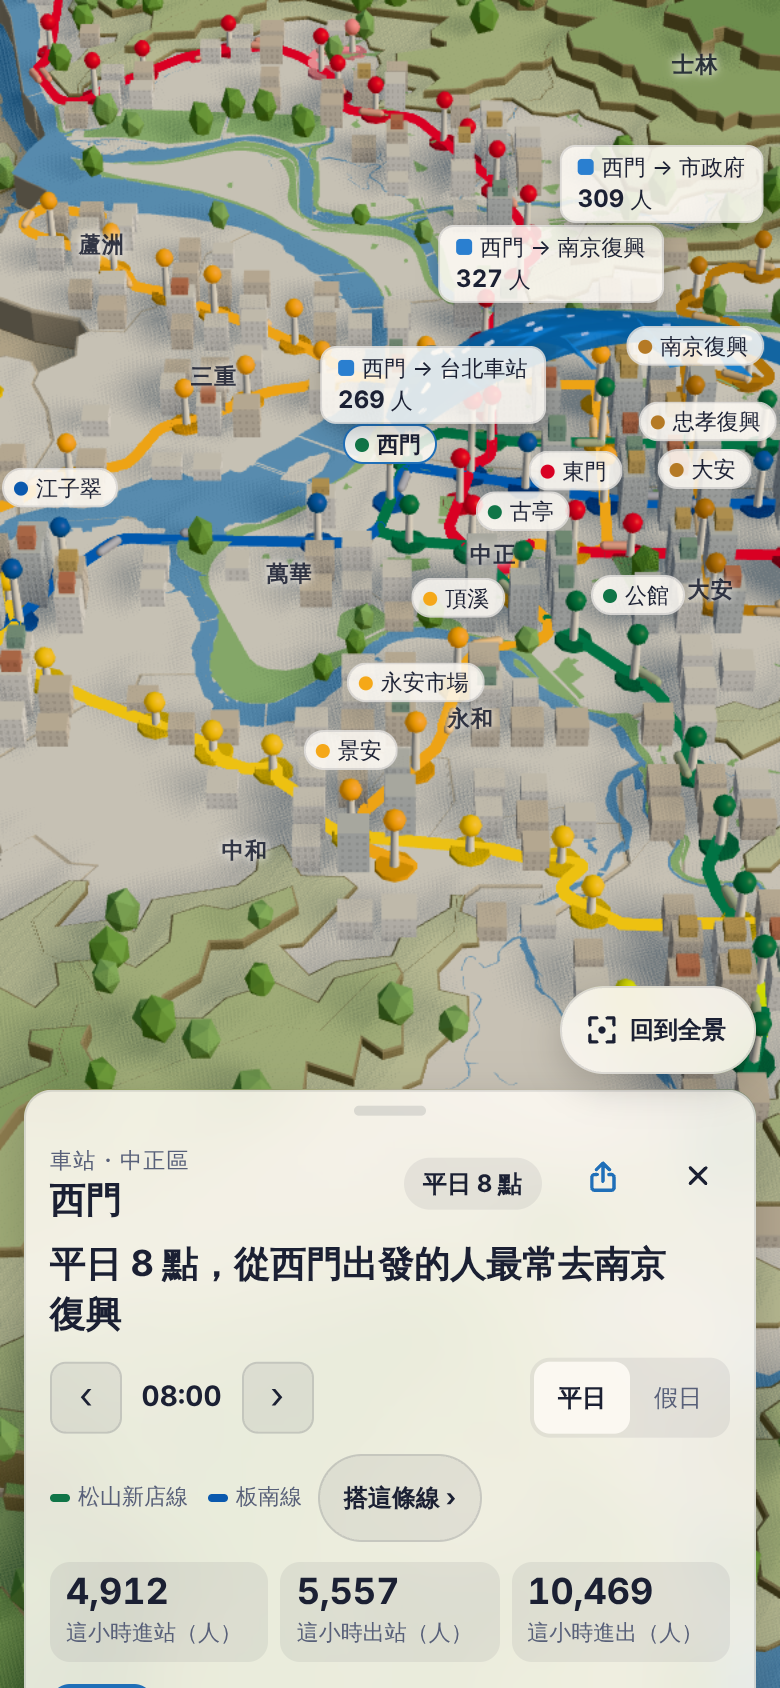 士林
西門 → 市政府
309 人
西門 → 南京復興
327 人
蘆洲
南京復興
西門 → 台北車站
269 人
三重
忠孝復興
西門
東門
大安
江子翠
古亭
中正
萬華
大安
頂溪
公館
永安市場
永和
景安
中和
回到全景
車站・中正區
西門
平日 8 點
平日 8 點，從西門出發的人最常去南京
復興
‹ 08:00 ›
平日 假日
松山新店線 板南線 搭這條線 ›
4,912 5,557 10,469
這小時進站（人） 這小時出站（人） 這小時進出（人）